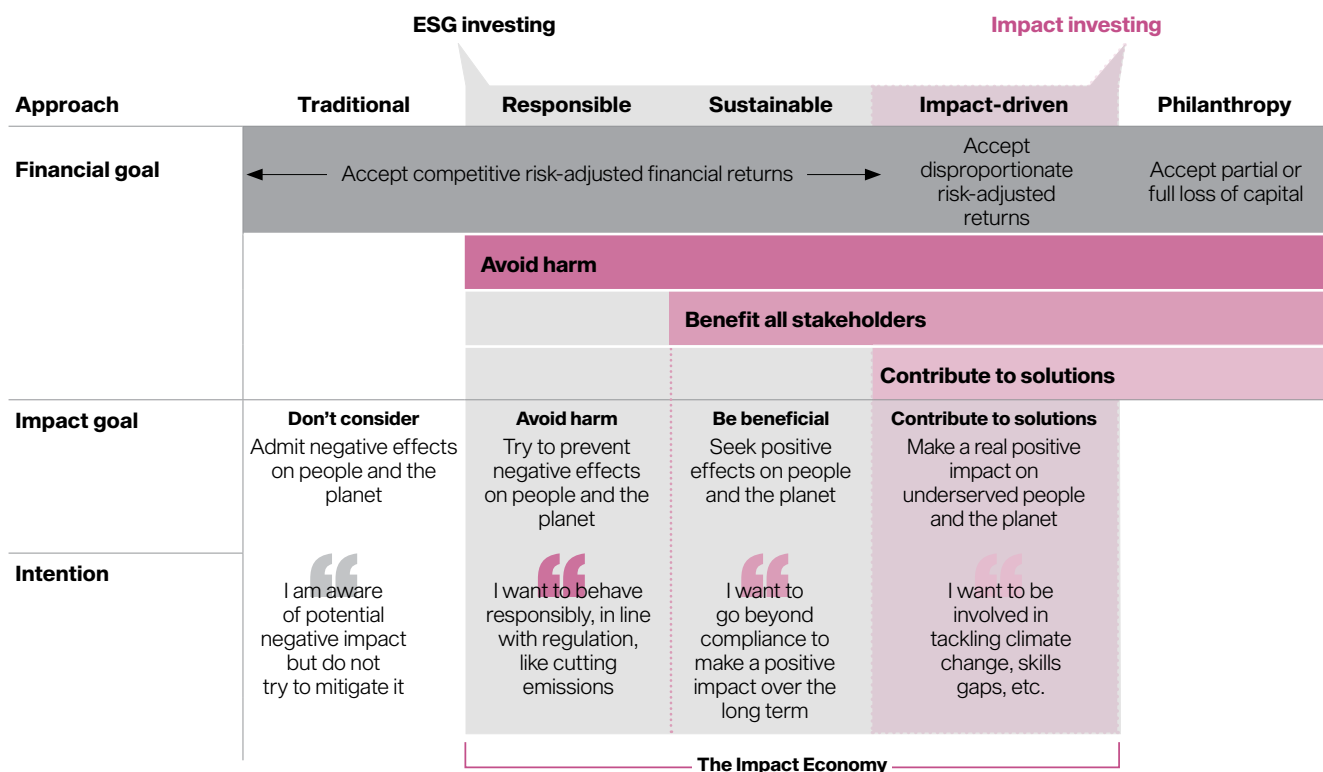 ESG investing
Impact investing
Approach
Traditional
Responsible
Sustainable
Impact-driven
Philanthropy
Financial goal
Accept competitive risk-adjusted financial returns
Accept
disproportionate
risk-adjusted
returns
Accept partial or
full loss of capital
Avoid harm
Benefit all stakeholders
Contribute to solutions
Impact goal
Don't consider
Admit negative effects
on people and the
planet
Avoid harm
Try to prevent
negative effects
on people and the
planet
Be beneficial
Seek positive
effects on people
and the planet
Contribute to solutions
Make a real positive
impact on
underserved people
and the planet
Intention
“
I am aware
of potential
negative impact
but do not
try to mitigate it
“
I want to behave
responsibly, in line
with regulation,
like cutting
emissions
“
I want to
go beyond
compliance to
make a positive
impact over the
long term
“
I want to be
involved in
tackling climate
change, skills
gaps, etc.
The Impact Economy